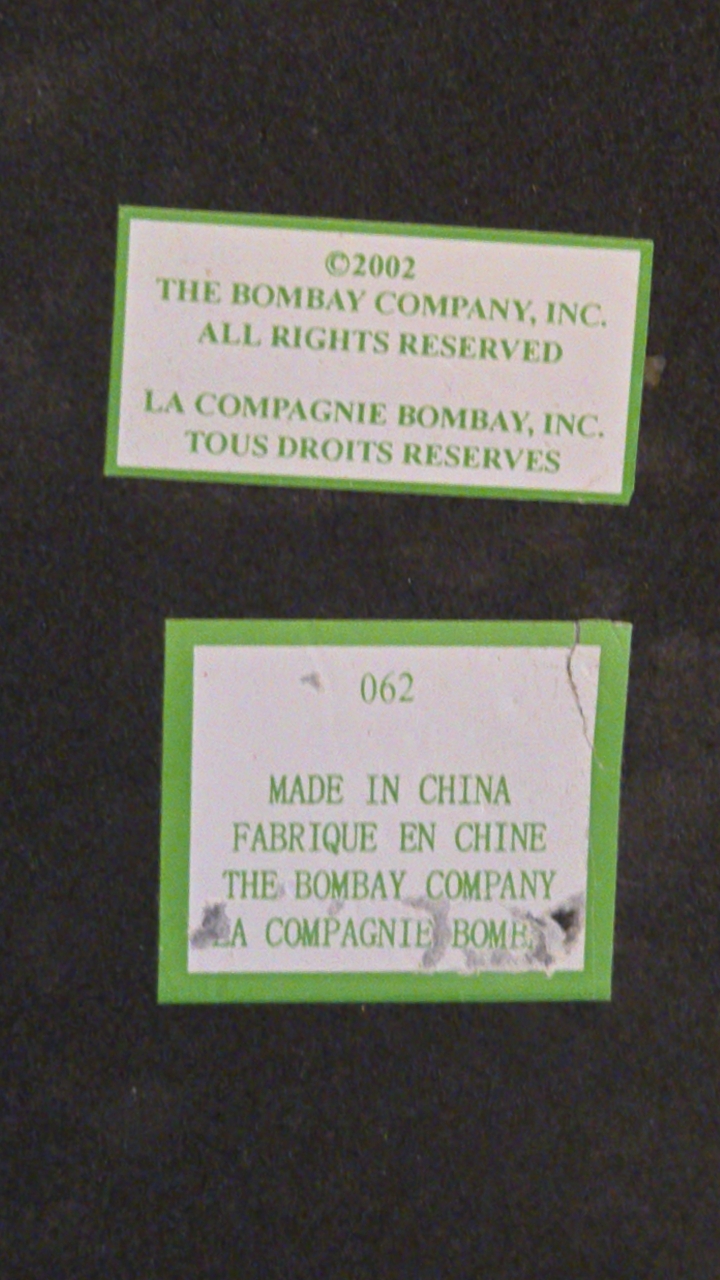 ©2002
THE BOMBAY COMPANY, INC.
ALL RIGHTS RESERVED
LA COMPAGNIE BOMBAY, INC.
TOUS DROITS RESERVES
062
MADE IN CHINA
FABRIQUE EN CHINE
THE BOMBAY COMPANY
LA COMPAGNIE